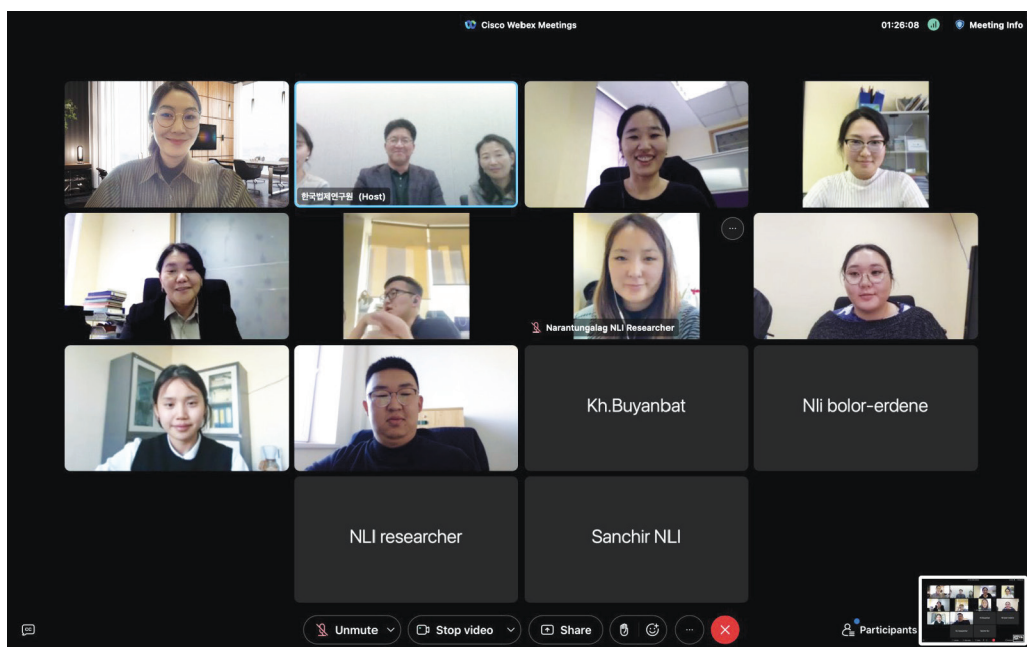 Cisco Webex Meetings
01:26:08
Meeting Info
한국법제연구원 (Host)
Narantungalag NLI Researcher
Kh.Buyanbat
Nli bolor-erdene
NLI researcher
Sanchir NLI
CC
Unmute
Stop video
Share
Participants